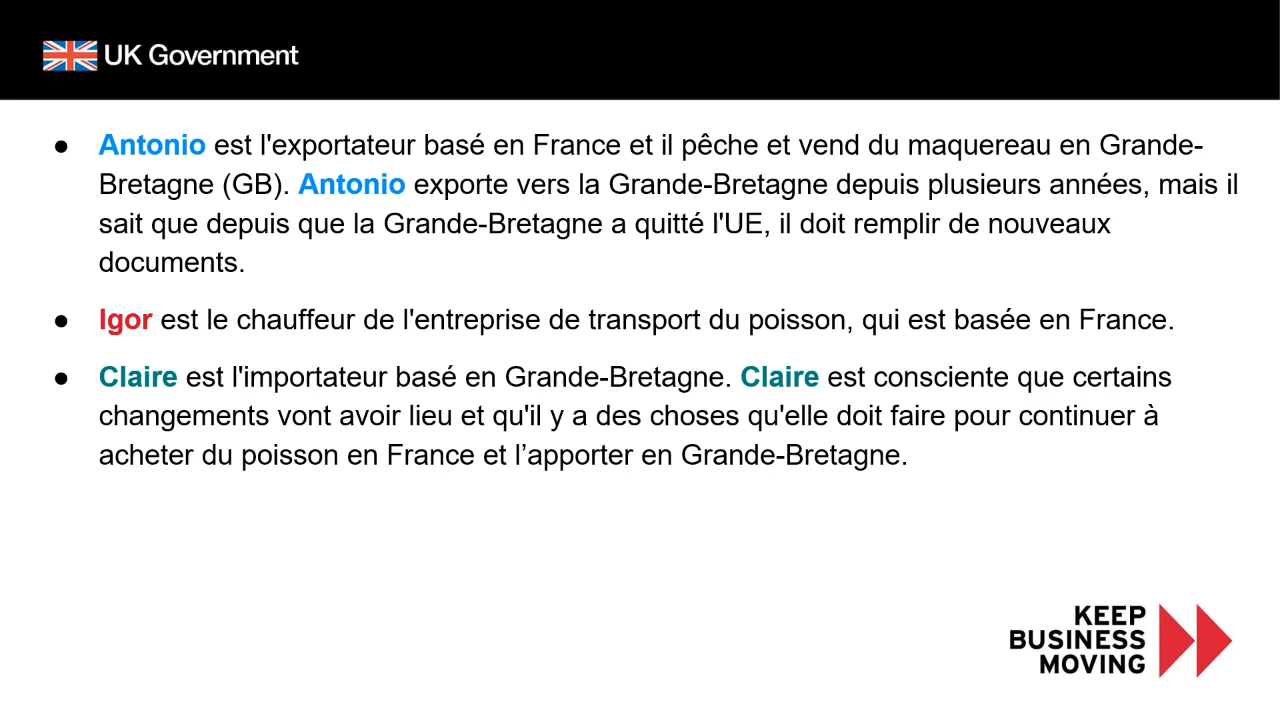 UK Government
● Antonio est l'exportateur basé en France et il pêche et vend du maquereau en Grande-
Bretagne (GB). Antonio exporte vers la Grande-Bretagne depuis plusieurs années, mais il
sait que depuis que la Grande-Bretagne a quitté l'UE, il doit remplir de nouveaux
documents.
● Igor est le chauffeur de l'entreprise de transport du poisson, qui est basée en France.
● Claire est l'importateur basé en Grande-Bretagne. Claire est consciente que certains
changements vont avoir lieu et qu'il y a des choses qu'elle doit faire pour continuer à
acheter du poisson en France et l’apporter en Grande-Bretagne.
KEEP
BUSINESS
MOVING